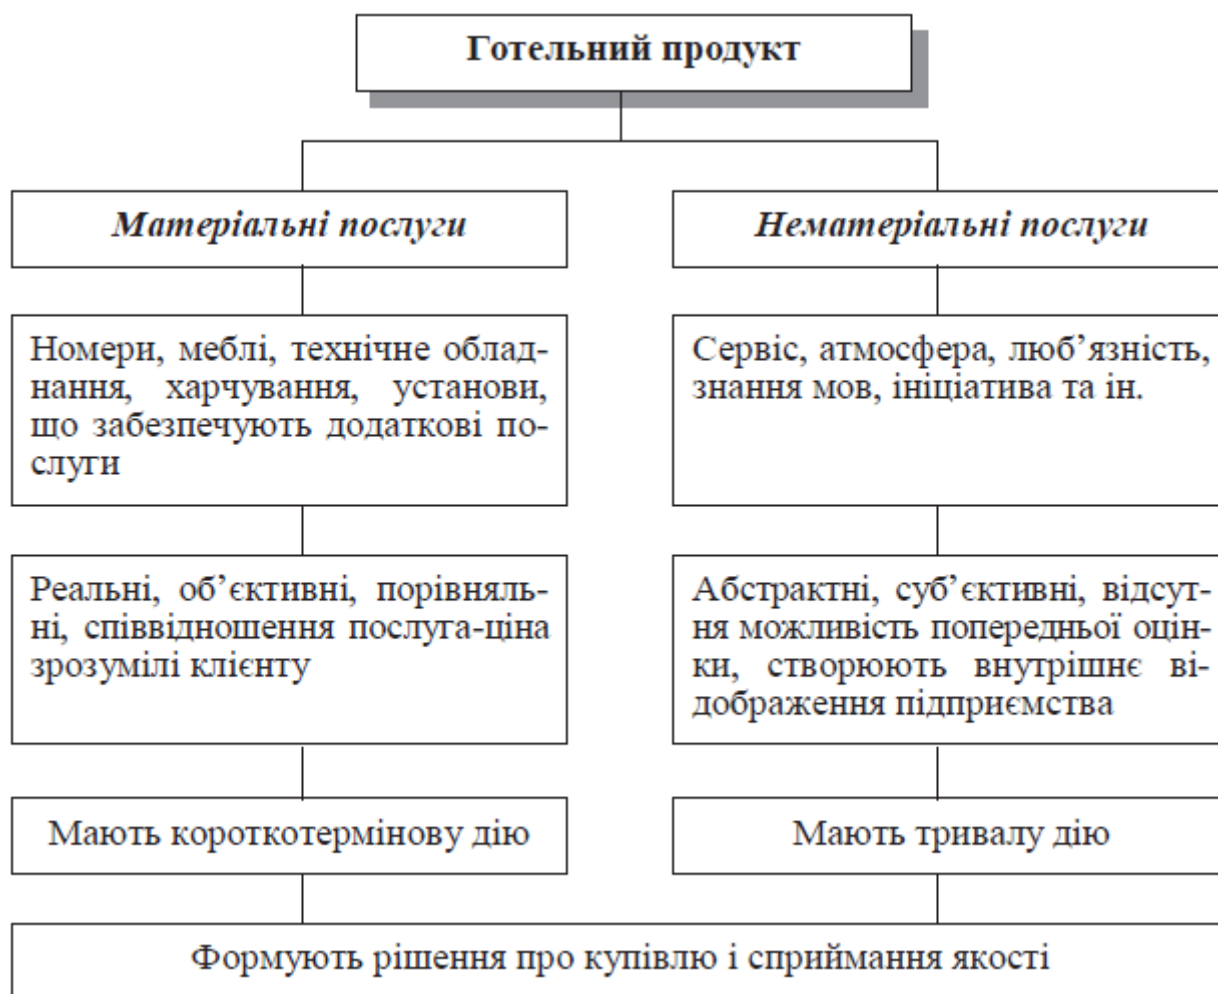 Готельний продукт
Матеріальні послуги
Номери, меблі, технічне облад-
нання, харчування, установи,
що забезпечують додаткові по-
слуги
Реальні, об’єктивні, порівняль-
ні, співвідношення послуга-ціна
зрозумілі клієнту
Мають короткотермінову дію
Нематеріальні послуги
Сервіс, атмосфера, люб’язність,
знання мов, ініціатива та ін.
Абстрактні, суб’єктивні, відсут-
ня можливість попередньої оцін-
ки, створюють внутрішнє ві-
дображення підприємства
Мають тривалу дію
Формують рішення про купівлю і сприймання якості